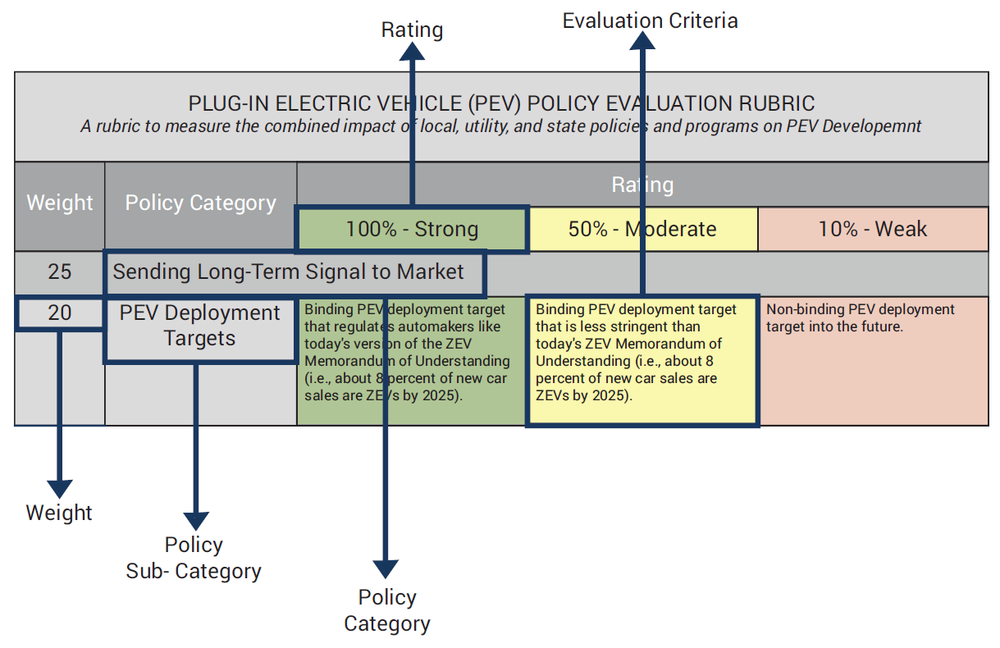 Rating
Evaluation Criteria
PLUG-IN ELECTRIC VEHICLE (PEV) POLICY EVALUATION RUBRIC
A rubric to measure the combined impact of local, utility, and state policies and programs on PEV Developemnt
Weight
Policy Category
Rating
100% - Strong
50% - Moderate
10% - Weak
25
Sending Long-Term Signal to Market
20
PEV Deployment
Targets
Binding PEV deployment target
that regulates automakers like
today's version of the ZEV
Memorandum of Understanding
(i.e., about 8 percent of new car
sales are ZEVs by 2025).
Binding PEV deployment target
that is less stringent than
today's ZEV Memorandum of
Understanding (i.e., about 8
percent of new car sales are
ZEVs by 2025).
Non-binding PEV deployment
target into the future.
Weight
Policy
Sub- Category
Policy
Category